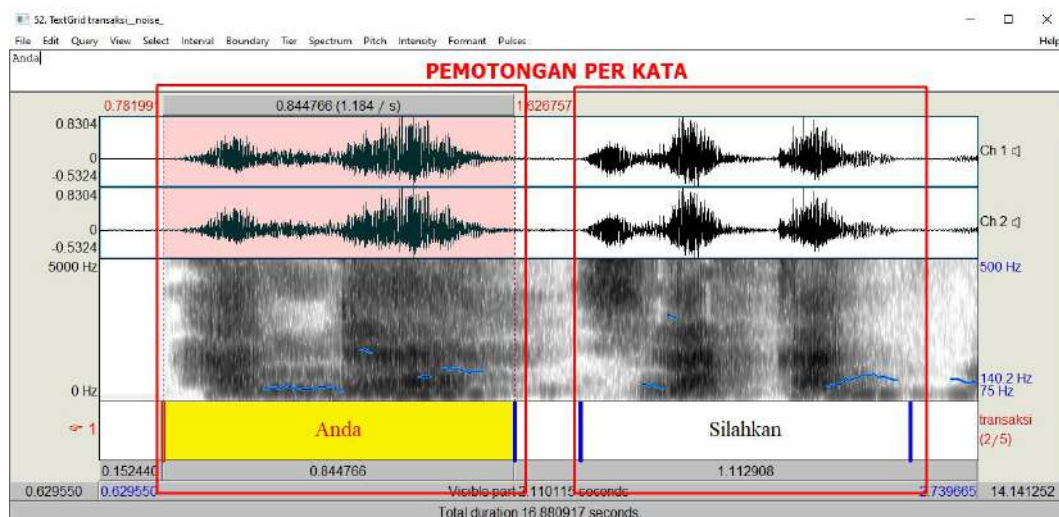 52. TextGrid transaksi__noise_
File Edit Query View Select Interval Boundary Tier Spectrum Pitch Intensity Formant Pulses Help
Anda
PEMOTONGAN PER KATA
0.781991 0.844766 (1.184 / s) 1.626757
0.8304
0
-0.5324
Ch 1
0.8304
0
-0.5324
Ch 2
5000 Hz 500 Hz
140.2 Hz
0 Hz 75 Hz
1 Anda Silahkan transaksi
(2/5)
0.152440 0.844766 1.112908
0.629550 0.629550 Visible part 2.110115 seconds 2.739665 14.141252
Total duration 16.880917 seconds